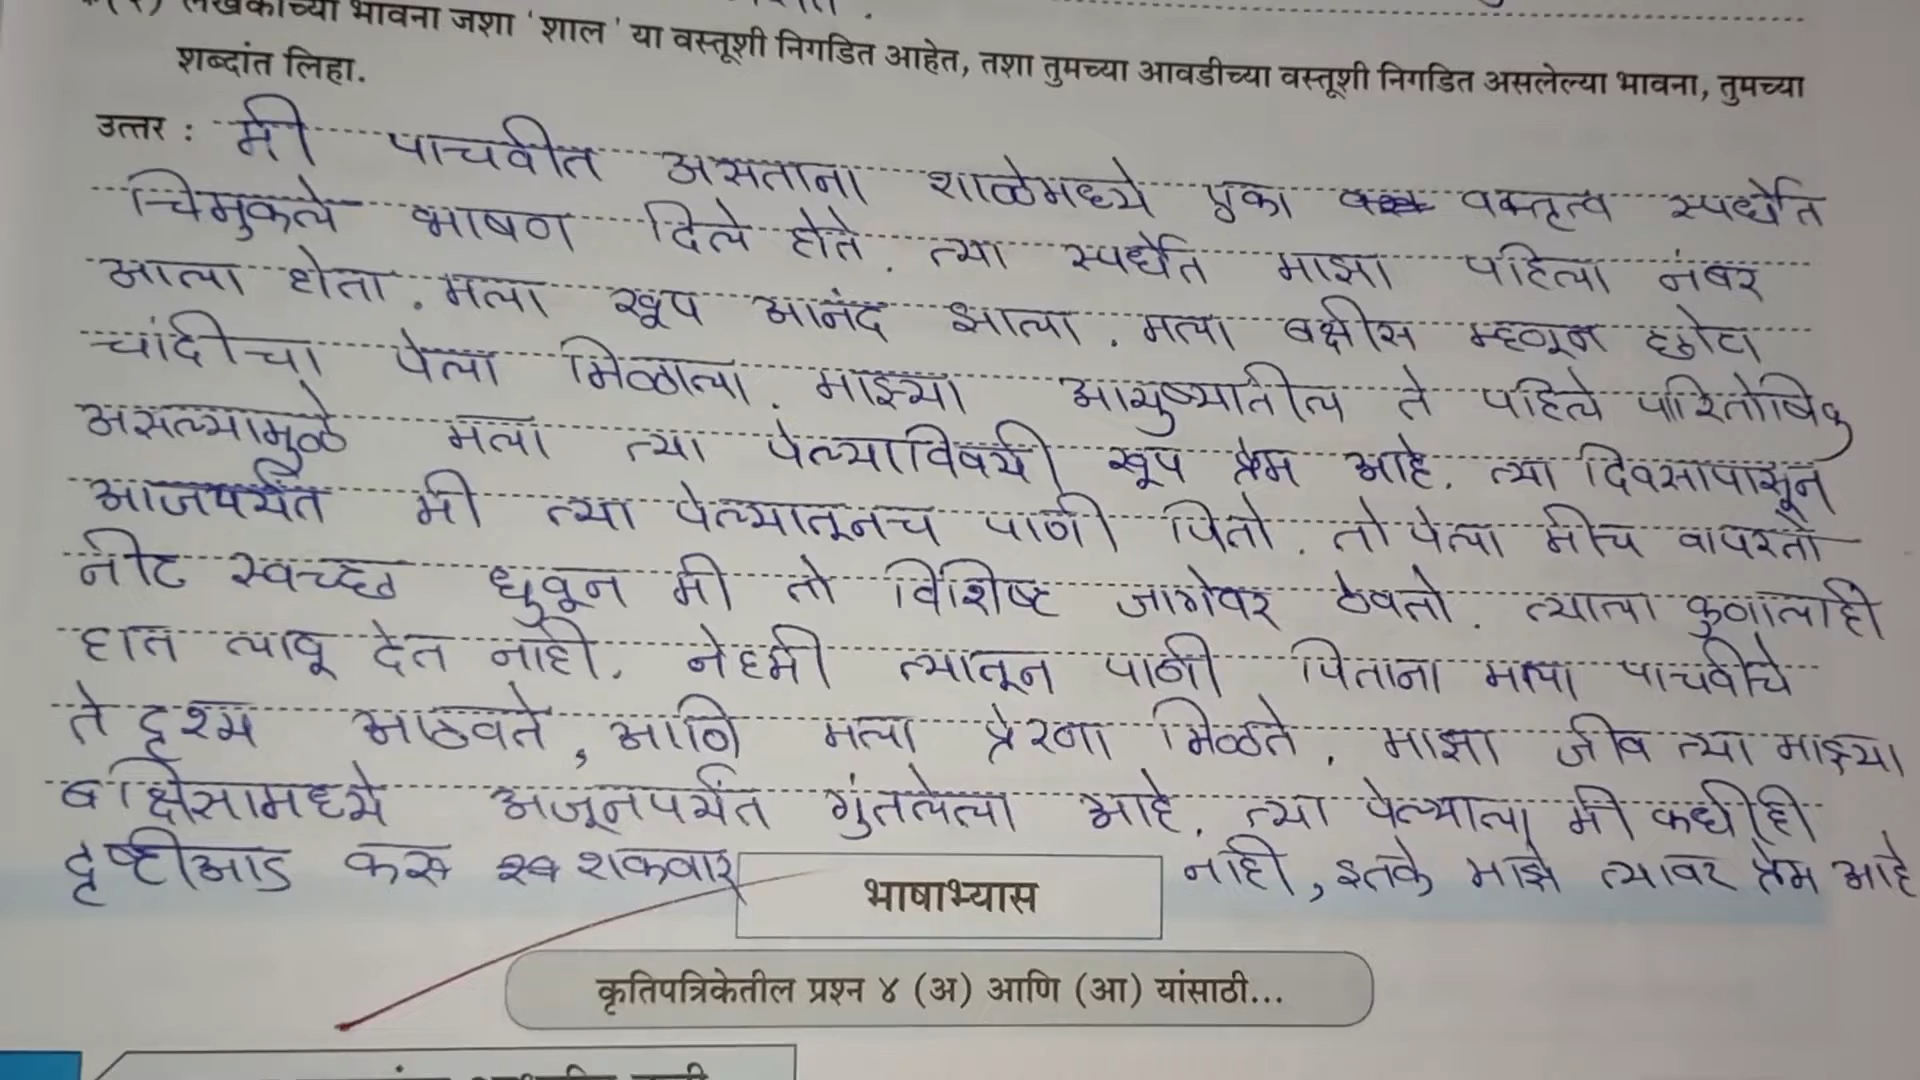 लेखकाच्या भावना जशा 'शाल' या वस्तूशी निगडित आहेत, तशा तुमच्या आवडीच्या वस्तूशी निगडित असलेल्या भावना, तुमच्या
शब्दांत लिहा.
उत्तर : मी पाचवीत असताना शाळेमध्ये एका वक्तृत्व स्पर्धेत
चिमुकले भाषण दिले होते. त्या स्पर्धेत माझा पहिला नंबर
आला होता. मला खूप आनंद झाला. मला बक्षीस म्हणून छोटा
चांदीचा पेला मिळाला. माझ्या आयुष्यातील ते पहिले पारितोषिक
असल्यामुळे मला त्या पेल्याविषयी खूप प्रेम आहे. त्या दिवसापासून
आजपर्यंत मी त्या पेल्यातूनच पाणी पितो. तो पेला मीच वापरतो
नीट स्वच्छ धुवून मी तो विशिष्ट जागेवर ठेवतो. त्याला कुणालाही
हात लावू देत नाही. नेहमी त्यातून पाणी पिताना मला पाचवीचे
ते दृश्य आठवते, आणि मला प्रेरणा मिळते. माझा जीव त्या माझ्या
बक्षिसामध्ये अजूनपर्यंत गुंतलेला आहे. त्या पेल्याला मी कधीही
दृष्टीआड करू शकवार नाही, इतके माझे त्यावर प्रेम आहे
भाषाभ्यास
कृतिपत्रिकेतील प्रश्न ४ (अ) आणि (आ) यांसाठी...